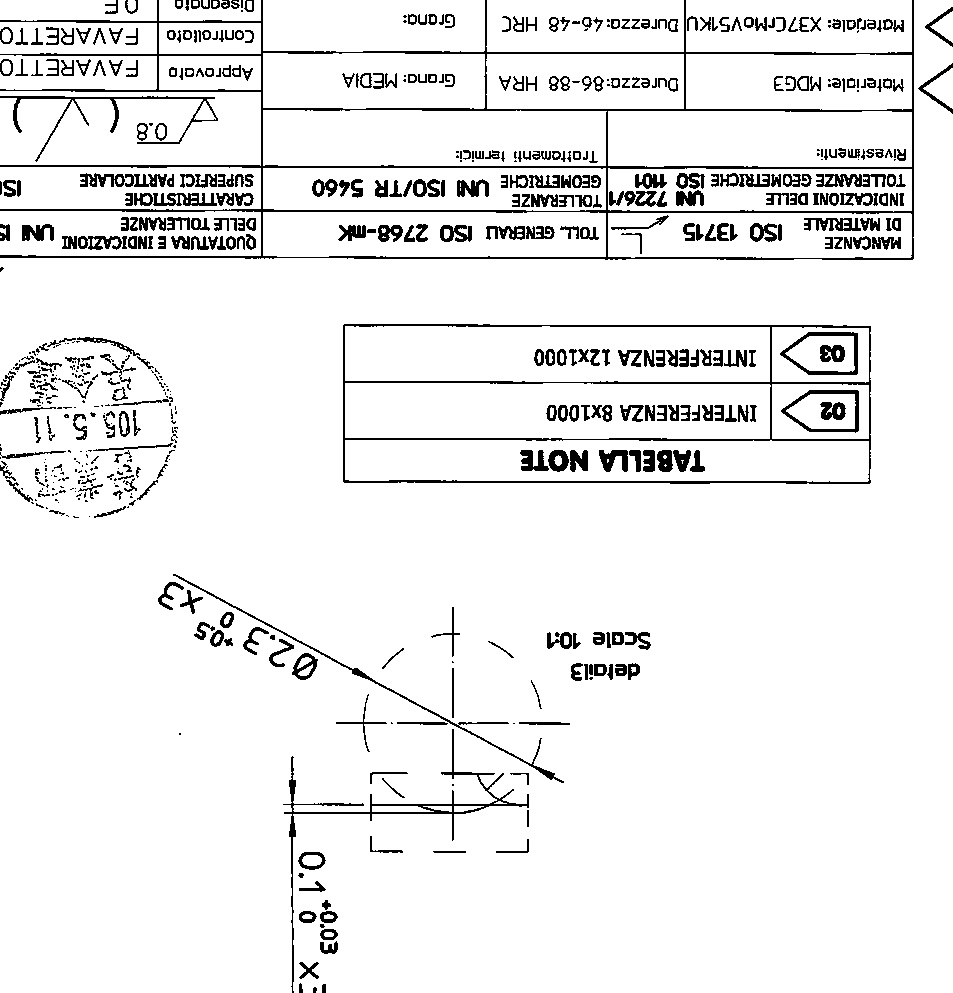 0.1 +0.03 0 x3
detail3
Scale 10:1
Ø2.3 +0.5 0 x3
TABELLA NOTE
02 INTERFERENZA 8x1000
03 INTERFERENZA 12x1000
105. 5. 11
MANCANZE DI MATERIALE ISO 13715
TOLL. GENERALI ISO 2768-mK
QUOTATURA E INDICAZIONI DELLE TOLLERANZE UNI IS
INDICAZIONI DELLE TOLLERANZE GEOMETRICHE UNI 7226/1 ISO 1101
TOLLERANZE GEOMETRICHE UNI ISO/TR 5460
CARATTERISTICHE SUPERFICI PARTICOLARE ISO
Rivestimenti:
Trattamenti termici:
0.8 ( )
Materiale: MDG3
Durezza:86-88 HRA
Grana: MEDIA
Approvato FAVARETTO
Materiale: X37CrMoV51KU
Durezza:46-48 HRC
Grana:
Controllato FAVARETTO
Disegnato